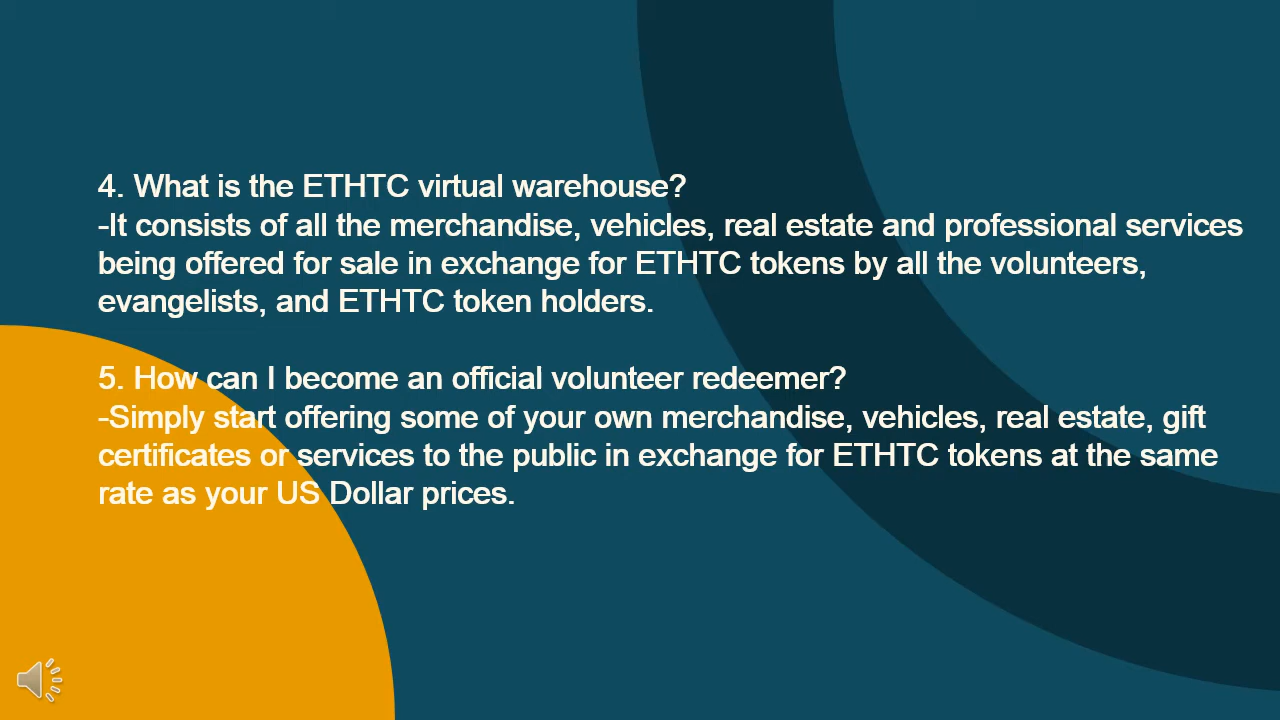 4. What is the ETHTC virtual warehouse?
-It consists of all the merchandise, vehicles, real estate and professional services
being offered for sale in exchange for ETHTC tokens by all the volunteers,
evangelists, and ETHTC token holders.
5. How can I become an official volunteer redeemer?
-Simply start offering some of your own merchandise, vehicles, real estate, gift
certificates or services to the public in exchange for ETHTC tokens at the same
rate as your US Dollar prices.